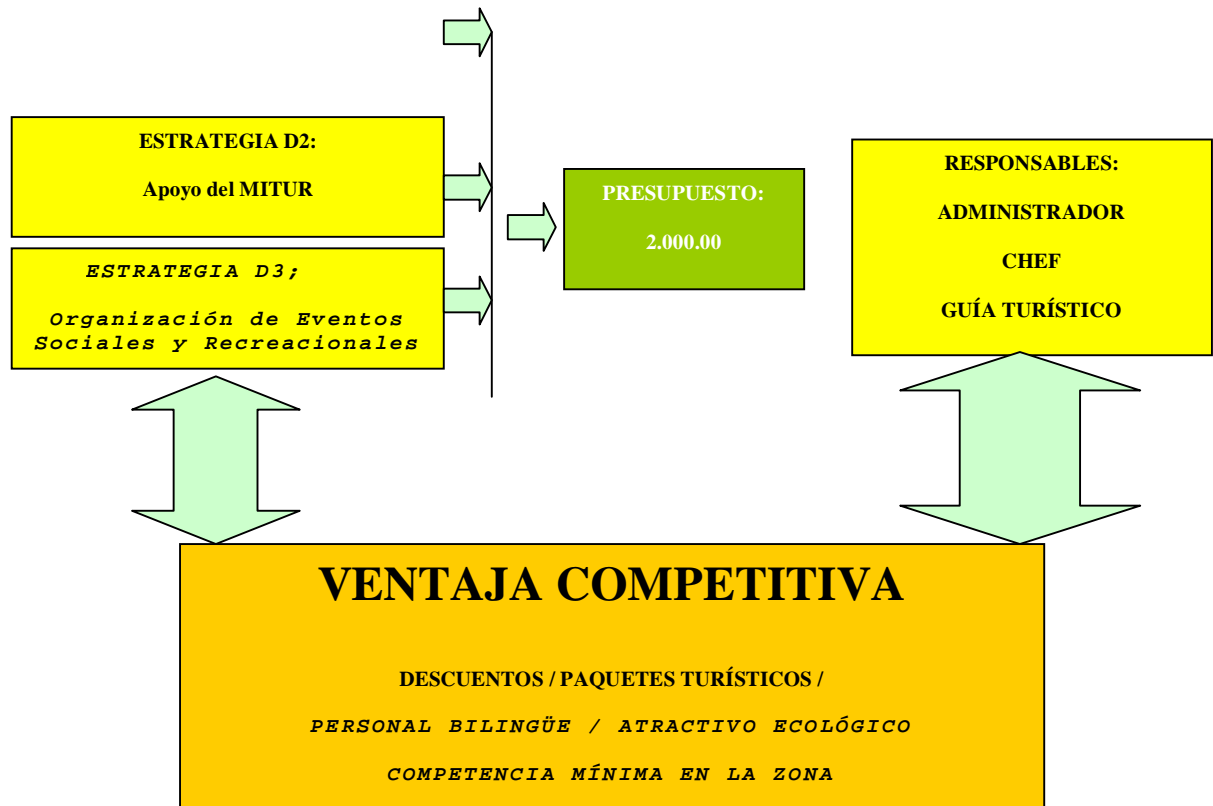 ESTRATEGIA D2:
Apoyo del MITUR
ESTRATEGIA D3;
Organización de Eventos
Sociales y Recreacionales
PRESUPUESTO:
2.000.00
RESPONSABLES:
ADMINISTRADOR
CHEF
GUÍA TURÍSTICO
VENTAJA COMPETITIVA
DESCUENTOS / PAQUETES TURÍSTICOS /
PERSONAL BILINGÜE / ATRACTIVO ECOLÓGICO
COMPETENCIA MÍNIMA EN LA ZONA